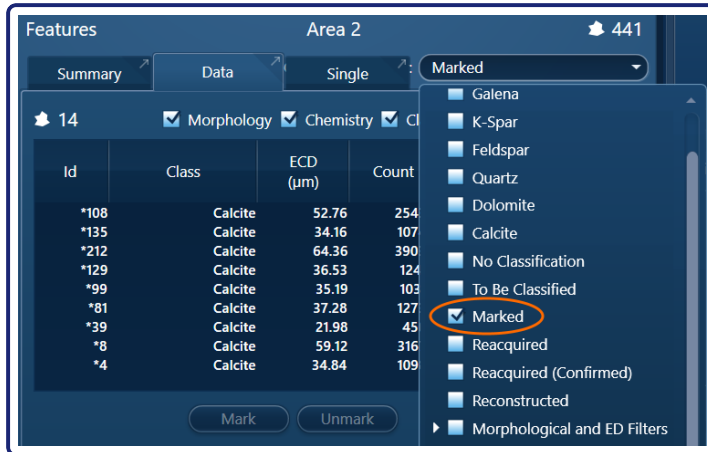 Features Area 2 441
Summary Data Single : Marked
14 Morphology Chemistry Cl
Id Class ECD (μm) Count
*108 Calcite 52.76 254
*135 Calcite 34.16 107
*212 Calcite 64.36 390
*129 Calcite 36.53 124
*99 Calcite 35.19 103
*81 Calcite 37.28 127
*39 Calcite 21.98 45
*8 Calcite 59.12 316
*4 Calcite 34.84 109
Mark Unmark
Galena
K-Spar
Feldspar
Quartz
Dolomite
Calcite
No Classification
To Be Classified
Marked
Reacquired
Reacquired (Confirmed)
Reconstructed
Morphological and ED Filters